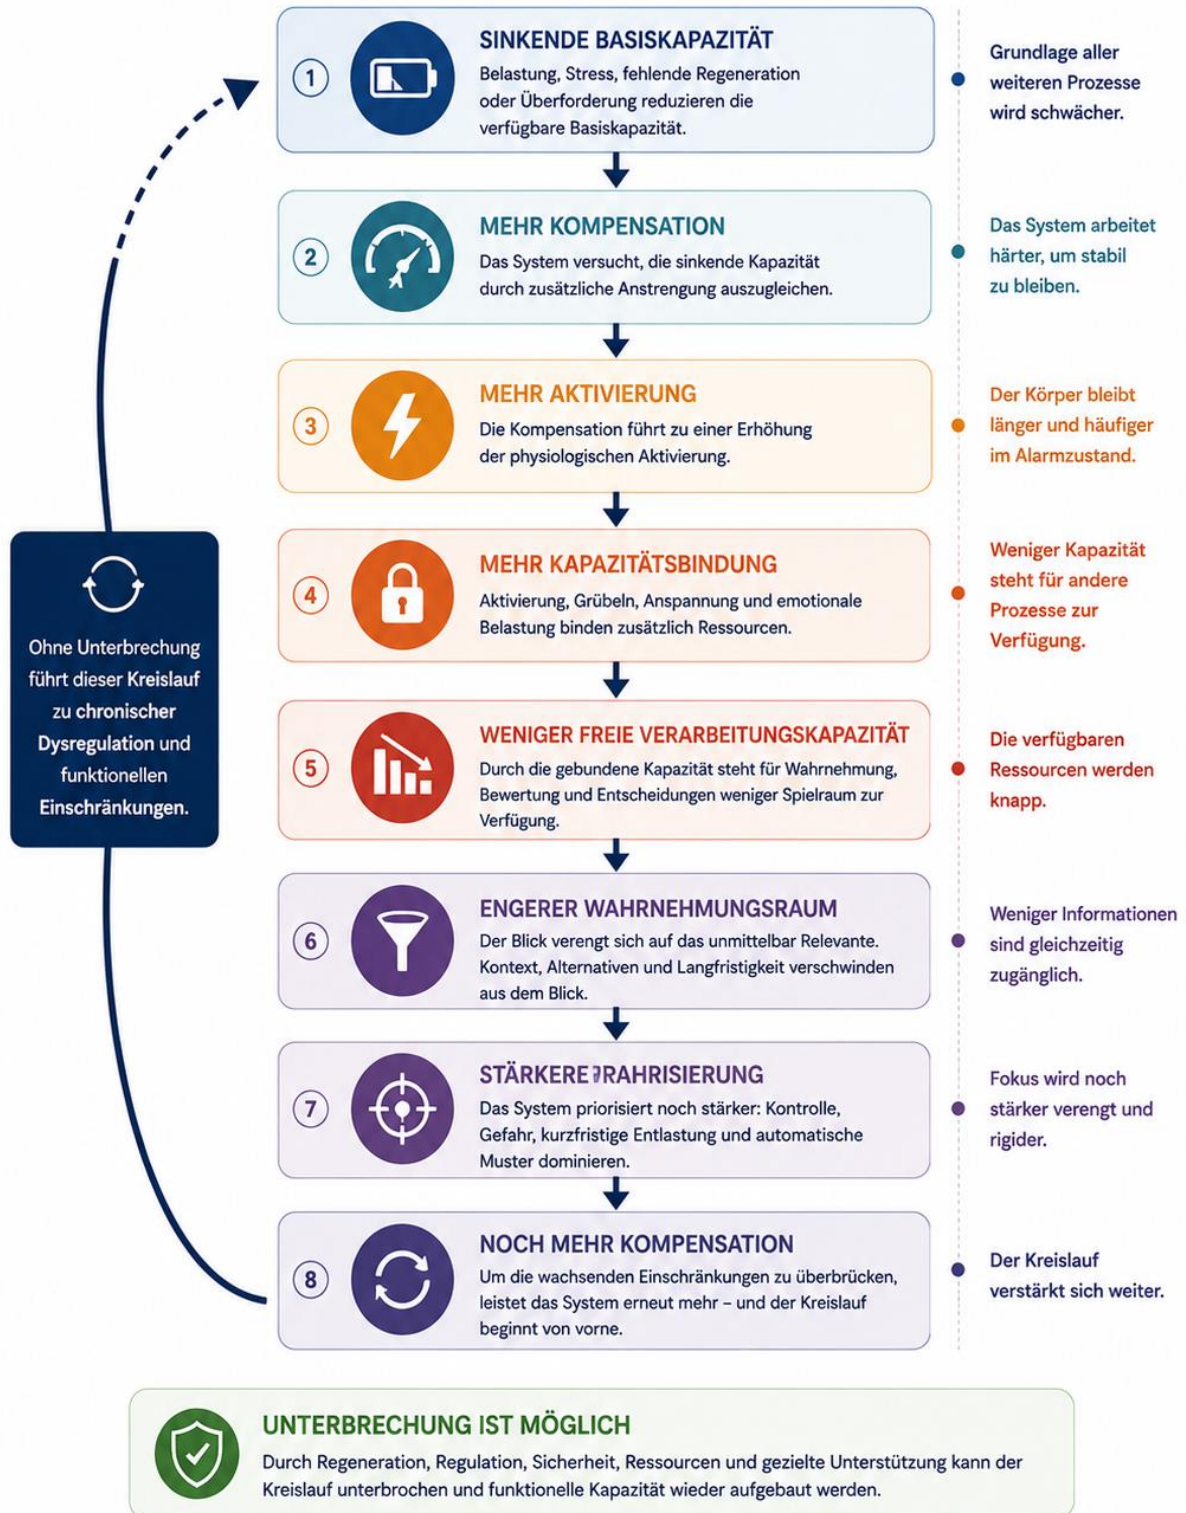 1
SINKENDE BASISKAPAZITÄT
Belastung, Stress, fehlende Regeneration
oder Überforderung reduzieren die
verfügbare Basiskapazität.
Grundlage aller
weiteren Prozesse
wird schwächer.
2
MEHR KOMPENSATION
Das System versucht, die sinkende Kapazität
durch zusätzliche Anstrengung auszugleichen.
Das System arbeitet
härter, um stabil
zu bleiben.
3
MEHR AKTIVIERUNG
Die Kompensation führt zu einer Erhöhung
der physiologischen Aktivierung.
Der Körper bleibt
länger und häufiger
im Alarmzustand.
4
MEHR KAPAZITÄTSBINDUNG
Aktivierung, Grübeln, Anspannung und emotionale
Belastung binden zusätzlich Ressourcen.
Weniger Kapazität
steht für andere
Prozesse zur
Verfügung.
Ohne Unterbrechung
führt dieser Kreislauf
zu chronischer
Dysregulation und
funktionellen
Einschränkungen.
5
WENIGER FREIE VERARBEITUNGSKAPAZITÄT
Durch die gebundene Kapazität steht für Wahrnehmung,
Bewertung und Entscheidungen weniger Spielraum zur
Verfügung.
Die verfügbaren
Ressourcen werden
knapp.
6
ENGERER WAHRNEHMUNGSRAUM
Der Blick verengt sich auf das unmittelbar Relevante.
Kontext, Alternativen und Langfristigkeit verschwinden
aus dem Blick.
Weniger Informationen
sind gleichzeitig
zugänglich.
7
STÄRKERE
Das System priorisiert noch stärker: Kontrolle,
Gefahr, kurzfristige Entlastung und automatische
Muster dominieren.
Fokus wird noch
stärker verengt und
rigider.
8
NOCH MEHR KOMPENSATION
Um die wachsenden Einschränkungen zu überbrücken,
leistet das System erneut mehr – und der Kreislauf
beginnt von vorne.
Der Kreislauf
verstärkt sich weiter.
UNTERBRECHUNG IST MÖGLICH
Durch Regeneration, Regulation, Sicherheit, Ressourcen und gezielte Unterstützung kann der
Kreislauf unterbrochen und funktionelle Kapazität wieder aufgebaut werden.